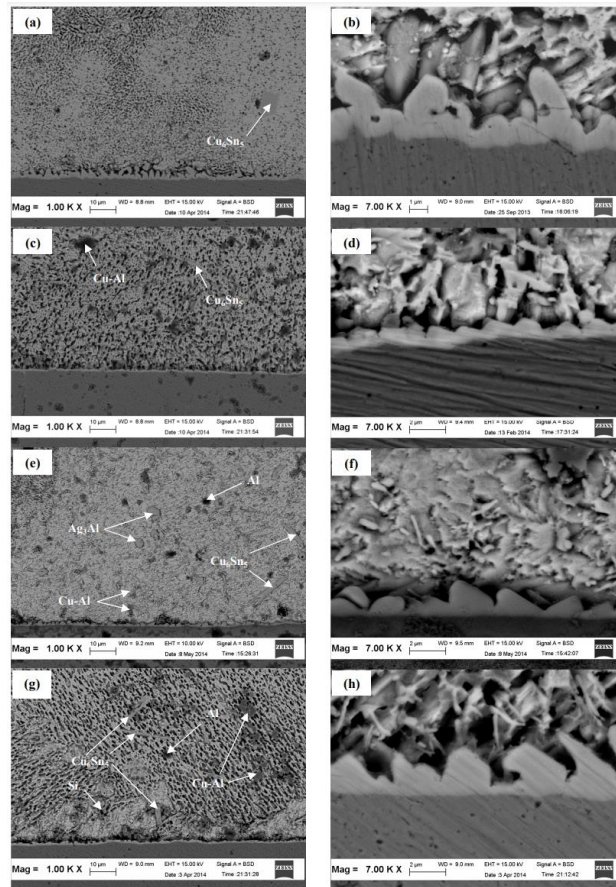 (a)
Cu6Sn5
Mag = 1.00 K X 10 µm WD = 8.8 mm EHT = 15.00 kV Signal A = BSD ZEISS
Date :10 Apr 2014 Time :21:47:46
(b)
Mag = 7.00 K X 1 µm WD = 9.0 mm EHT = 15.00 kV Signal A = BSD ZEISS
Date :25 Sep 2013 Time :16:06:19
(c)
Cu-Al
Cu6Sn5
Mag = 1.00 K X 10 µm WD = 8.8 mm EHT = 15.00 kV Signal A = BSD ZEISS
Date :10 Apr 2014 Time :21:31:54
(d)
Mag = 7.00 K X 2 µm WD = 9.4 mm EHT = 15.00 kV Signal A = BSD ZEISS
Date :13 Feb 2014 Time :17:31:24
(e)
Al
Ag3Al
Cu6Sn5
Cu-Al
Mag = 1.00 K X 10 µm WD = 9.2 mm EHT = 10.00 kV Signal A = BSD ZEISS
Date :8 May 2014 Time :15:28:31
(f)
Mag = 7.00 K X 2 µm WD = 9.5 mm EHT = 15.00 kV Signal A = BSD ZEISS
Date :8 May 2014 Time :15:42:07
(g)
Al
Cu6Sn5
Cu-Al
Si
Mag = 1.00 K X 10 µm WD = 9.0 mm EHT = 15.00 kV Signal A = BSD ZEISS
Date :3 Apr 2014 Time :21:31:28
(h)
Mag = 7.00 K X 2 µm WD = 9.0 mm EHT = 15.00 kV Signal A = BSD ZEISS
Date :3 Apr 2014 Time :21:12:42